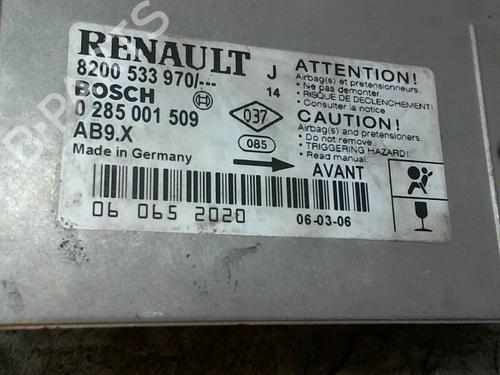 RENAULT
8200 533 970/--- J
14
BOSCH
0 285 001 509
037
AB9.X
085
Made in Germany
AVANT
06 065 2020
06-03-06
ATTENTION!
Airbag(s) et pretensionneurs.
• Ne pas demonter.
• RISQUE DE DECLENCHEMENT!
• Consulter la notice
CAUTION!
Airbag(s) and pretensioners.
• Do not remove.
• TRIGGERING HAZARD!
• Read manual.